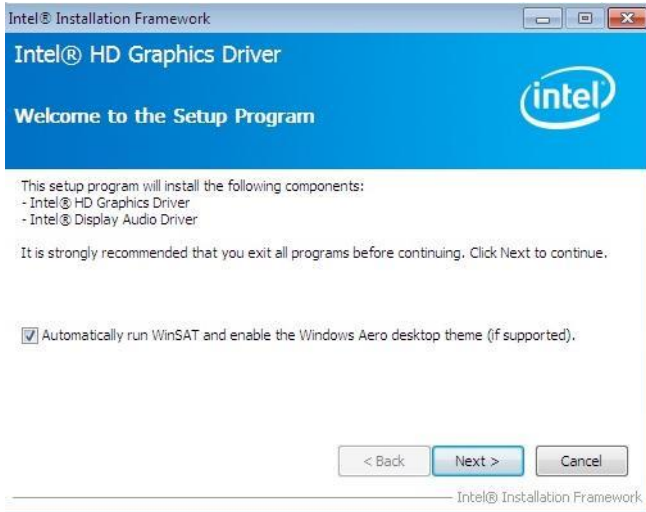 Intel® Installation Framework
Intel® HD Graphics Driver
Welcome to the Setup Program
intel
This setup program will install the following components:
- Intel® HD Graphics Driver
- Intel® Display Audio Driver
It is strongly recommended that you exit all programs before continuing. Click Next to continue.
Automatically run WinSAT and enable the Windows Aero desktop theme (if supported).
< Back Next > Cancel
Intel® Installation Framework